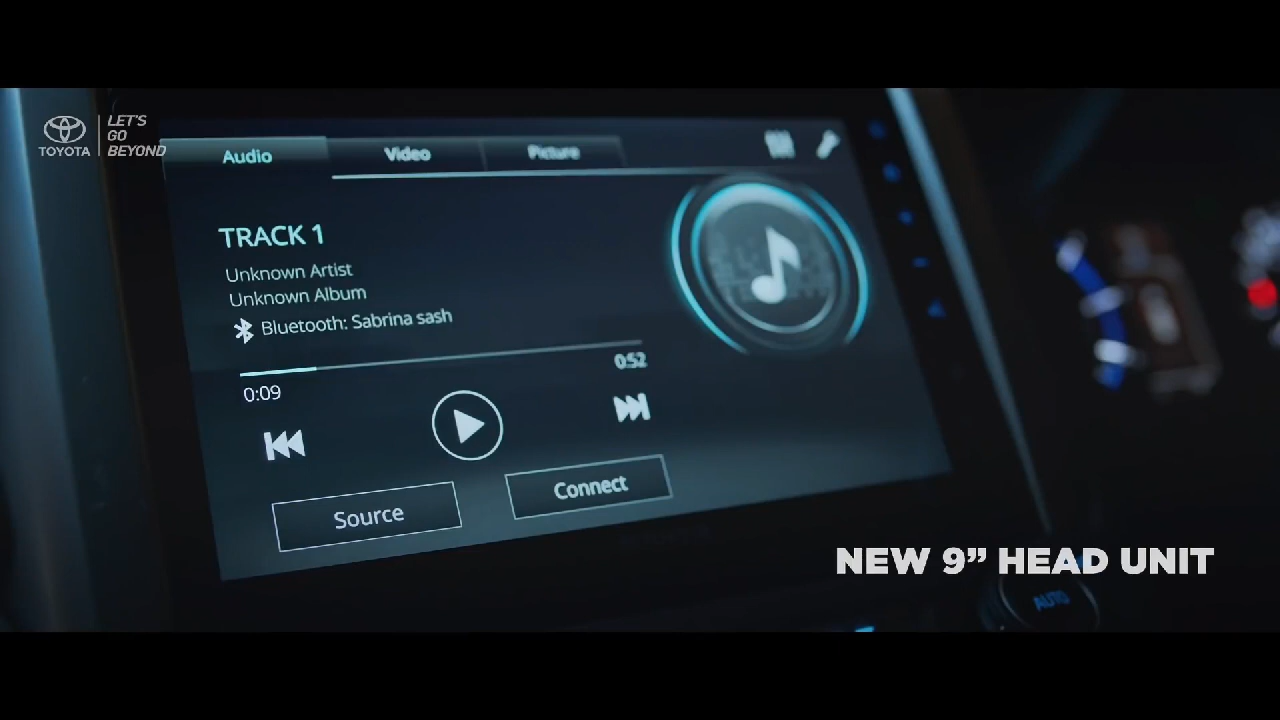 TOYOTA
LET'S
GO
BEYOND
Audio
Video
Picture
TRACK 1
Unknown Artist
Unknown Album
Bluetooth: Sabrina sash
0:09
0:52
Source
Connect
NEW 9” HEAD UNIT
AUTO